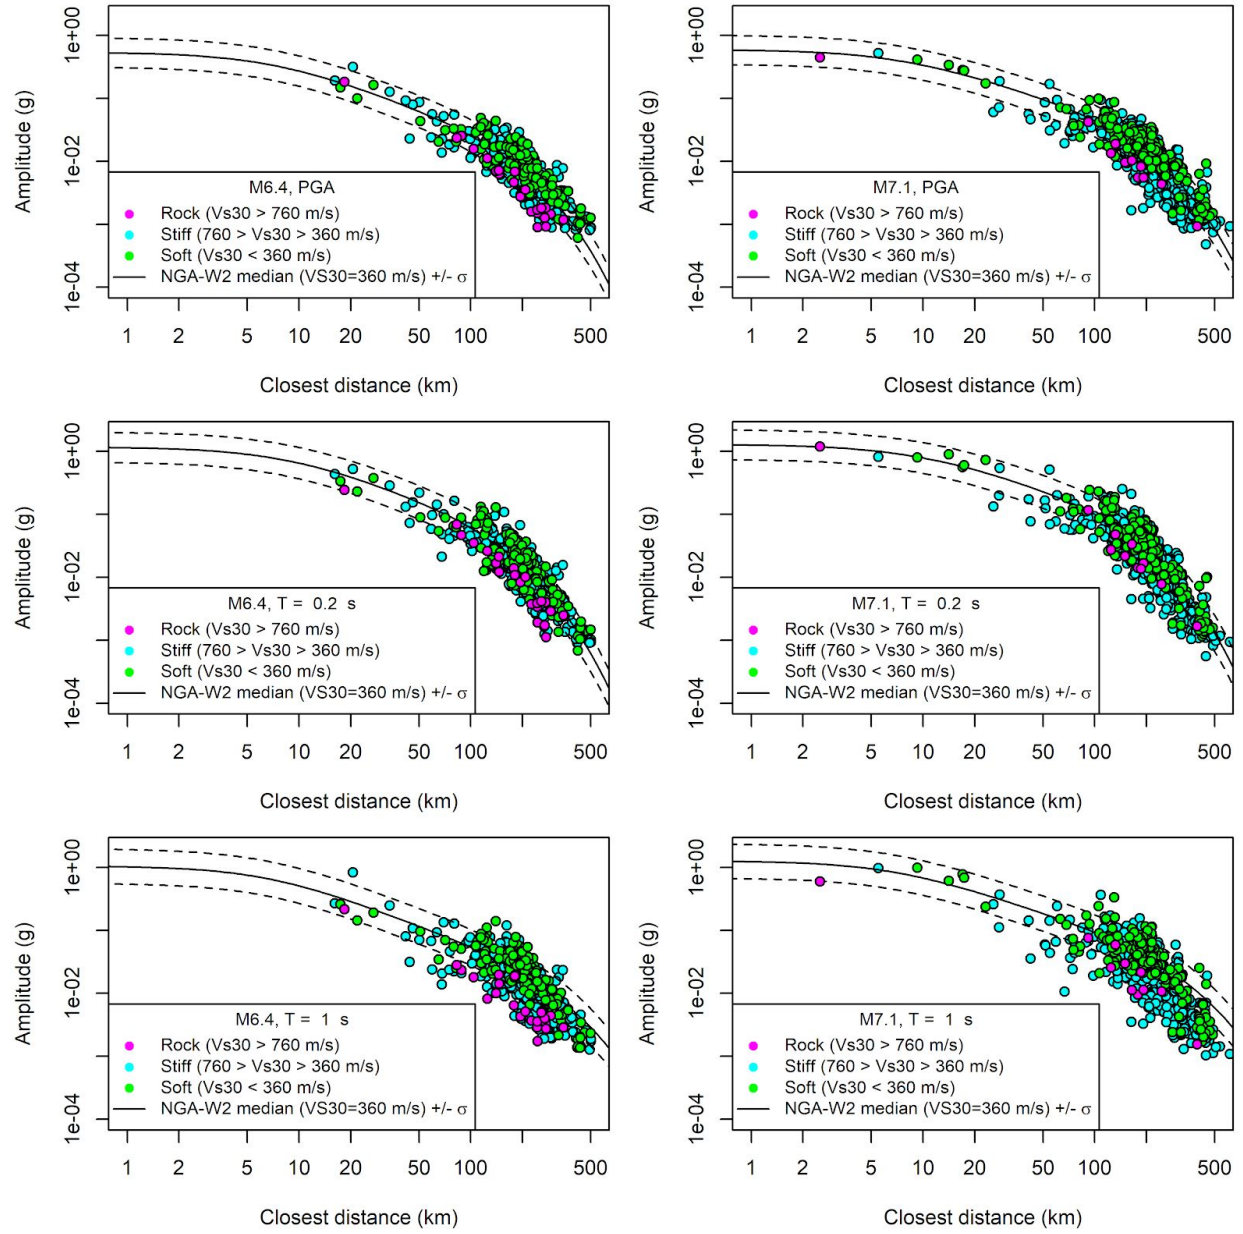 1e+00
1e-02
1e-04
Amplitude (g)
M6.4, PGA
Rock (Vs30 > 760 m/s)
Stiff (760 > Vs30 > 360 m/s)
Soft (Vs30 < 360 m/s)
NGA-W2 median (VS30=360 m/s) +/- σ
1 2 5 10 20 50 100 500
Closest distance (km)
1e+00
1e-02
1e-04
Amplitude (g)
M7.1, PGA
Rock (Vs30 > 760 m/s)
Stiff (760 > Vs30 > 360 m/s)
Soft (Vs30 < 360 m/s)
NGA-W2 median (VS30=360 m/s) +/- σ
1 2 5 10 20 50 100 500
Closest distance (km)
1e+00
1e-02
1e-04
Amplitude (g)
M6.4, T = 0.2 s
Rock (Vs30 > 760 m/s)
Stiff (760 > Vs30 > 360 m/s)
Soft (Vs30 < 360 m/s)
NGA-W2 median (VS30=360 m/s) +/- σ
1 2 5 10 20 50 100 500
Closest distance (km)
1e+00
1e-02
1e-04
Amplitude (g)
M7.1, T = 0.2 s
Rock (Vs30 > 760 m/s)
Stiff (760 > Vs30 > 360 m/s)
Soft (Vs30 < 360 m/s)
NGA-W2 median (VS30=360 m/s) +/- σ
1 2 5 10 20 50 100 500
Closest distance (km)
1e+00
1e-02
1e-04
Amplitude (g)
M6.4, T = 1 s
Rock (Vs30 > 760 m/s)
Stiff (760 > Vs30 > 360 m/s)
Soft (Vs30 < 360 m/s)
NGA-W2 median (VS30=360 m/s) +/- σ
1 2 5 10 20 50 100 500
Closest distance (km)
1e+00
1e-02
1e-04
Amplitude (g)
M7.1, T = 1 s
Rock (Vs30 > 760 m/s)
Stiff (760 > Vs30 > 360 m/s)
Soft (Vs30 < 360 m/s)
NGA-W2 median (VS30=360 m/s) +/- σ
1 2 5 10 20 50 100 500
Closest distance (km)